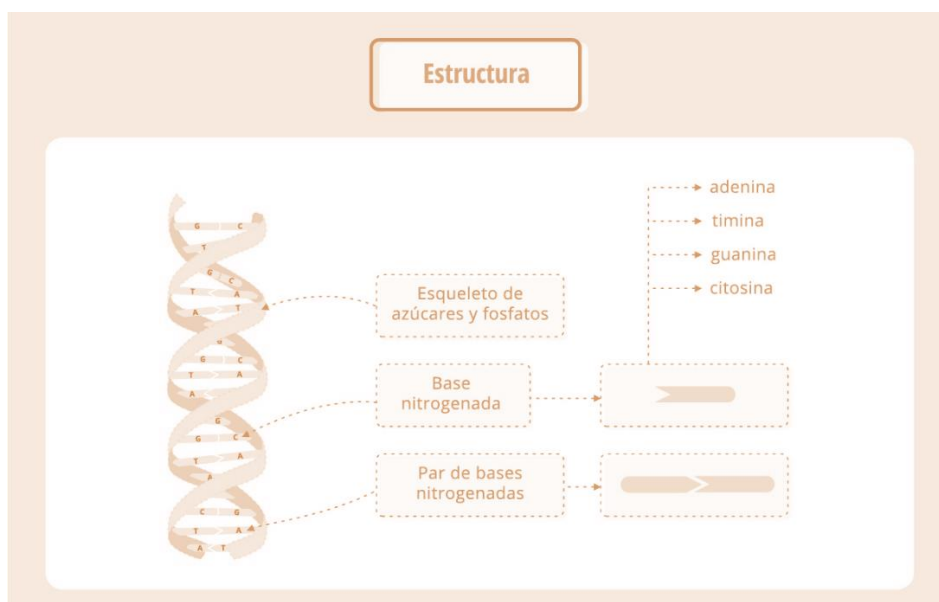 Estructura
adenina
timina
guanina
citosina
Esqueleto de
azúcares y fosfatos
Base
nitrogenada
Par de bases
nitrogenadas
G C
T
G C
T A
A T
G
G C
T A
A
G
G C
T A
A
C G
T A
A T